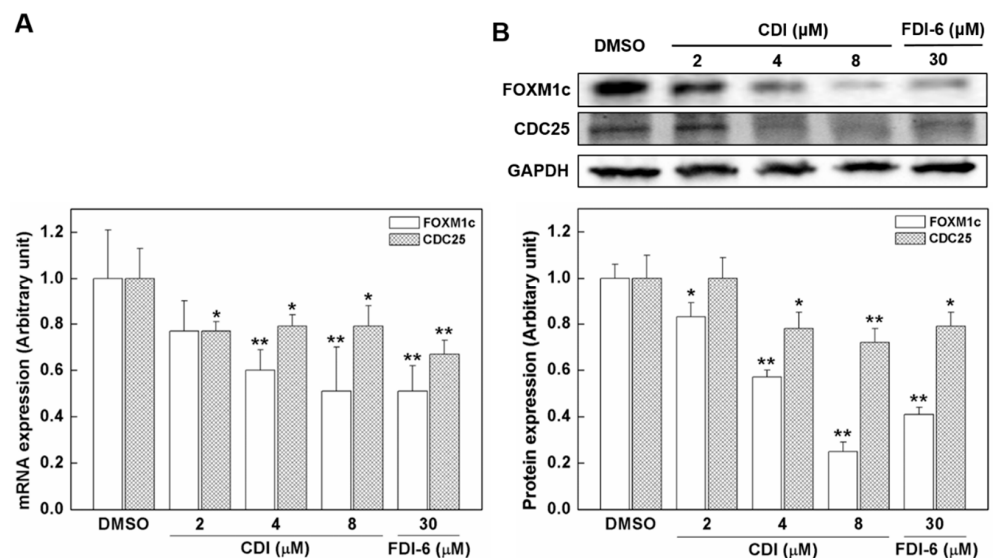 A
B
DMSO
CDI (µM)
FDI-6 (µM)
2 4 8 30
FOXM1c
CDC25
GAPDH
mRNA expression (Arbitrary unit)
1.2
1.0
0.8
0.6
0.4
0.2
0.0
FOXM1c
CDC25
*
**
*
**
*
**
**
DMSO 2 4 8 30
CDI (µM) FDI-6 (µM)
Protein expression (Arbitary unit)
1.2
1.0
0.8
0.6
0.4
0.2
0.0
FOXM1c
CDC25
*
**
*
**
**
**
*
DMSO 2 4 8 30
CDI (µM) FDI-6 (µM)